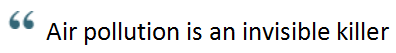 “ Air pollution is an invisible killer